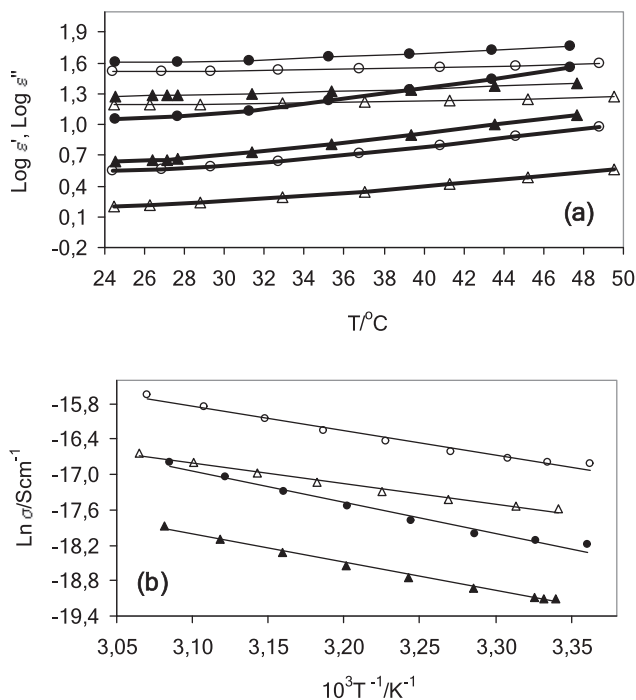 Log ε', Log ε"
1,9
1,6
1,3
1,0
0,7
0,4
0,1
-0,2
(a)
24 26 28 30 32 34 36 38 40 42 44 46 48 50
T/°C
Ln σ/Scm⁻¹
-15,8
-16,4
-17,0
-17,6
-18,2
-18,8
-19,4
(b)
3,05 3,10 3,15 3,20 3,25 3,30 3,35
10³T ⁻¹/K⁻¹